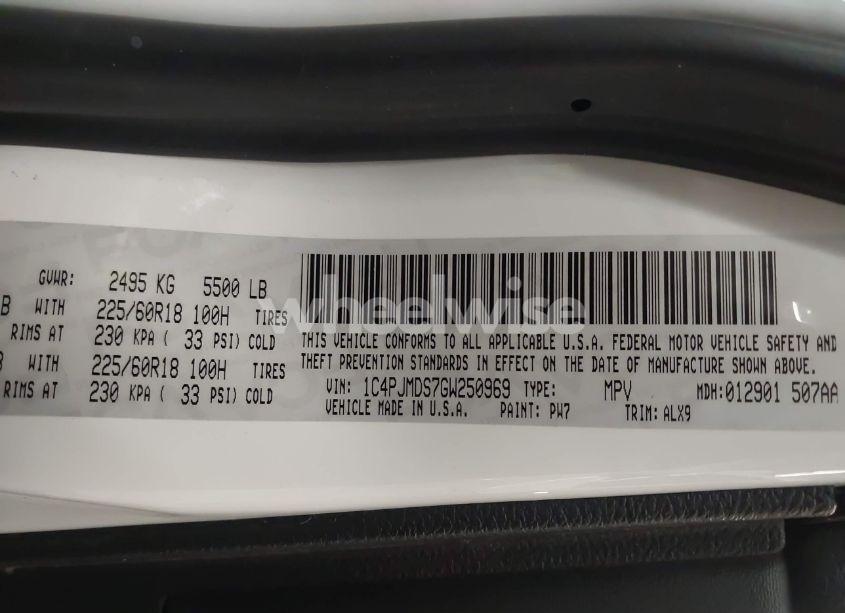 GVWR: 2495 KG 5500 LB
B WITH 225/60R18 100H TIRES
RIMS AT 230 KPA ( 33 PSI) COLD
WITH 225/60R18 100H TIRES
RIMS AT 230 KPA ( 33 PSI) COLD
wheelwise
THIS VEHICLE CONFORMS TO ALL APPLICABLE U.S.A. FEDERAL MOTOR VEHICLE SAFETY AND
THEFT PREVENTION STANDARDS IN EFFECT ON THE DATE OF MANUFACTURE SHOWN ABOVE.
VIN: 1C4PJMDS7GW250969 TYPE: MPV MDH:012901 507AA
VEHICLE MADE IN U.S.A. PAINT: PW7 TRIM: ALX9